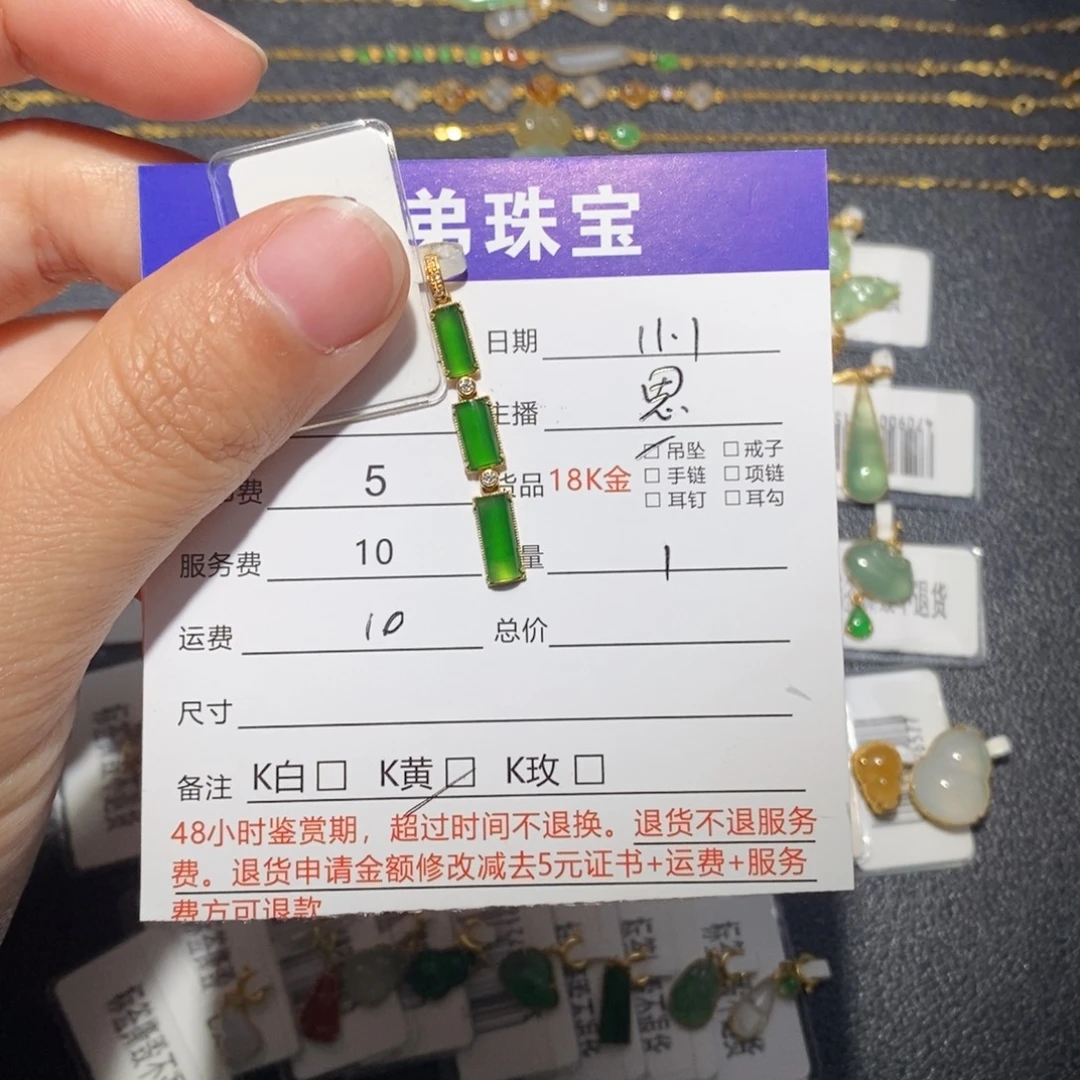 弟珠宝
日期 11.1
主播 恩
费 5 货品 18K金 ☑吊坠 □戒子
□手链 □项链
□耳钉 □耳勾
服务费 10 量 1
运费 10 总价
尺寸
备注 K白□ K黄☑ K玫□
48小时鉴赏期，超过时间不退换。退货不退服务
费。退货申请金额修改减去5元证书+运费+服务
费方可退款
退货